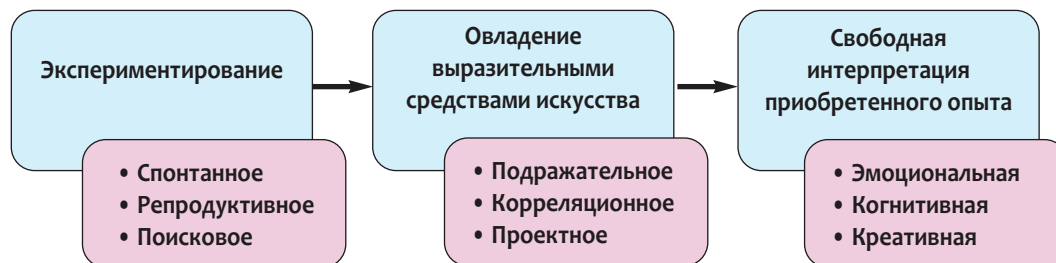 Экспериментирование
• Спонтанное
• Репродуктивное
• Поисковое
Овладение
выразительными
средствами искусства
• Подражательное
• Корреляционное
• Проектное
Свободная
интерпретация
приобретенного опыта
• Эмоциональная
• Когнитивная
• Креативная